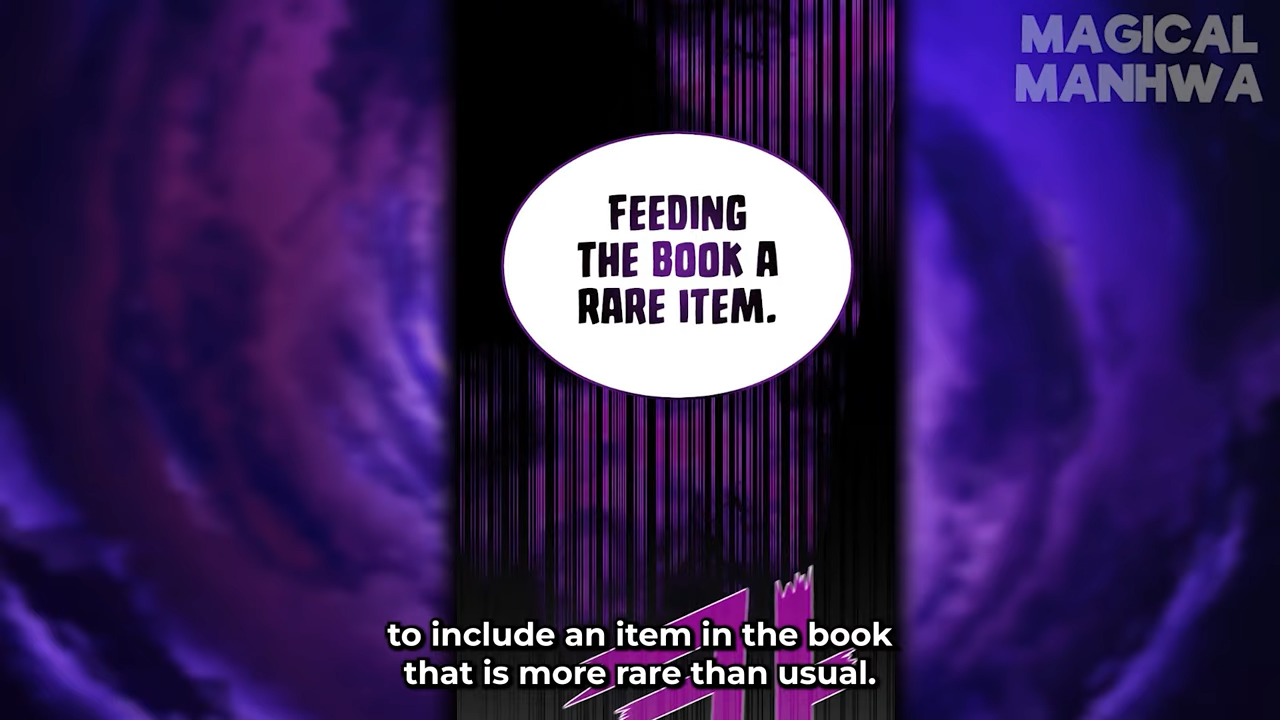 MAGICAL
MANHWA
FEEDING
THE BOOK A
RARE ITEM.
to include an item in the book
that is more rare than usual.